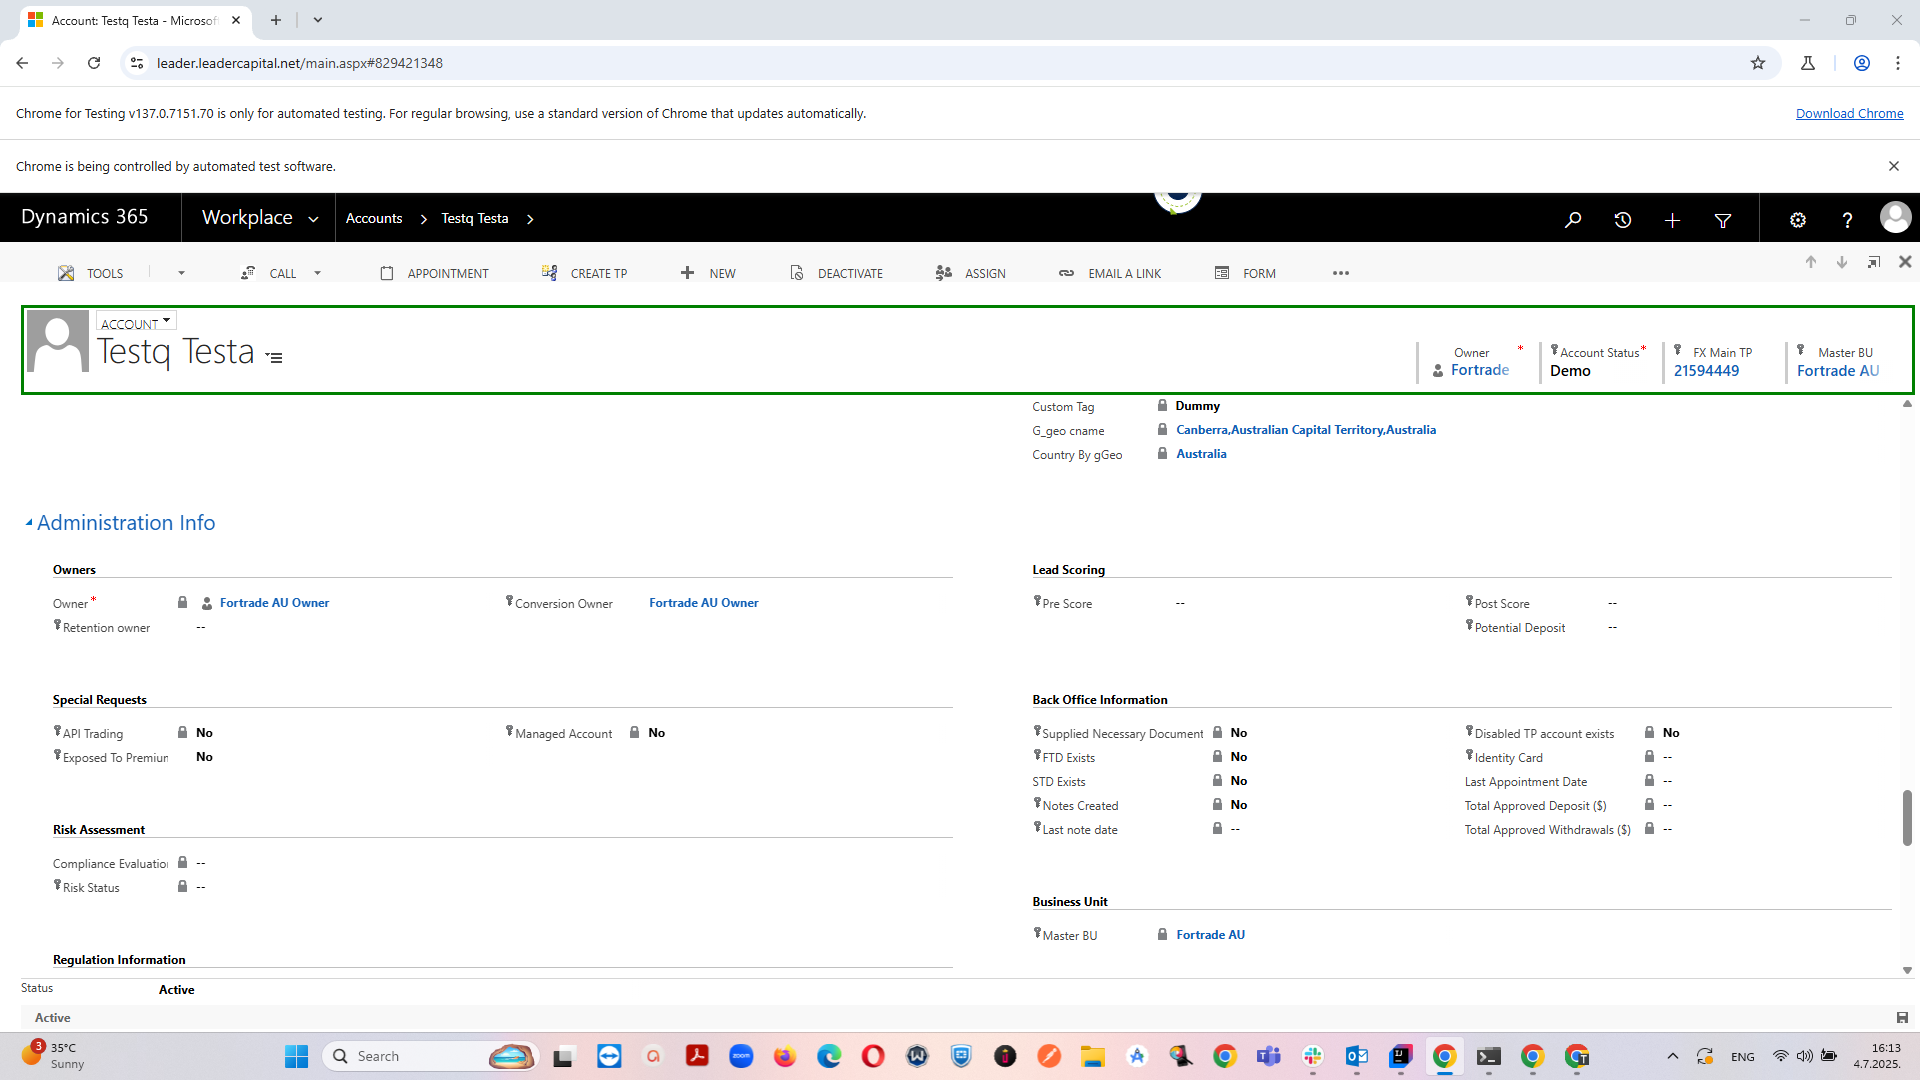 Account: Testq Testa - Microsof
leader.leadercapital.net/main.aspx#829421348
Chrome for Testing v137.0.7151.70 is only for automated testing. For regular browsing, use a standard version of Chrome that updates automatically.
Download Chrome
Chrome is being controlled by automated test software.
Dynamics 365
Workplace
Accounts
Testq Testa
TOOLS
CALL
APPOINTMENT
CREATE TP
NEW
DEACTIVATE
ASSIGN
EMAIL A LINK
FORM
ACCOUNT
Testq Testa
Owner *
Fortrade
Account Status *
Demo
FX Main TP
21594449
Master BU
Fortrade AU
Custom Tag Dummy
G_geo cname Canberra,Australian Capital Territory,Australia
Country By gGeo Australia
Administration Info
Owners
Owner * Fortrade AU Owner
Conversion Owner Fortrade AU Owner
Retention owner --
Lead Scoring
Pre Score --
Post Score --
Potential Deposit --
Special Requests
API Trading No
Managed Account No
Exposed To Premiun No
Back Office Information
Supplied Necessary Document No
Disabled TP account exists No
FTD Exists No
Identity Card --
STD Exists No
Last Appointment Date --
Notes Created No
Total Approved Deposit ($) --
Last note date --
Total Approved Withdrawals ($) --
Risk Assessment
Compliance Evaluatio --
Risk Status --
Business Unit
Master BU Fortrade AU
Regulation Information
Status Active
Active
3
35°C
Sunny
Search
zoom
ENG
16:13
4.7.2025.